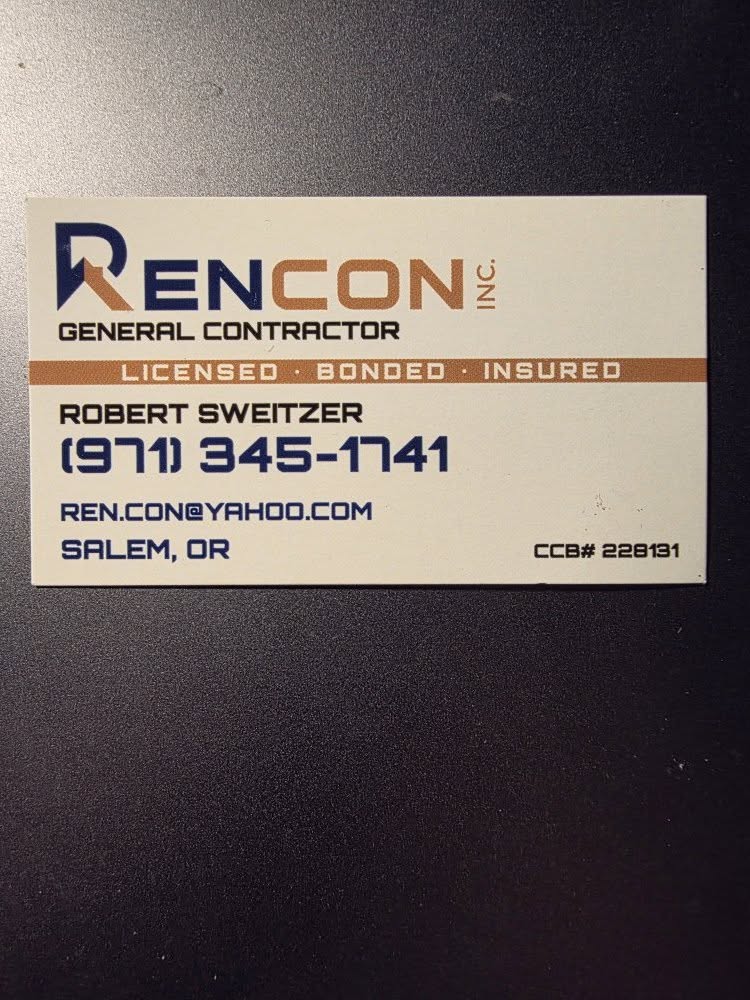 RENCON INC.
GENERAL CONTRACTOR
LICENSED · BONDED · INSURED
ROBERT SWEITZER
(971) 345-1741
REN.CON@YAHOO.COM
SALEM, OR
CCB# 228131